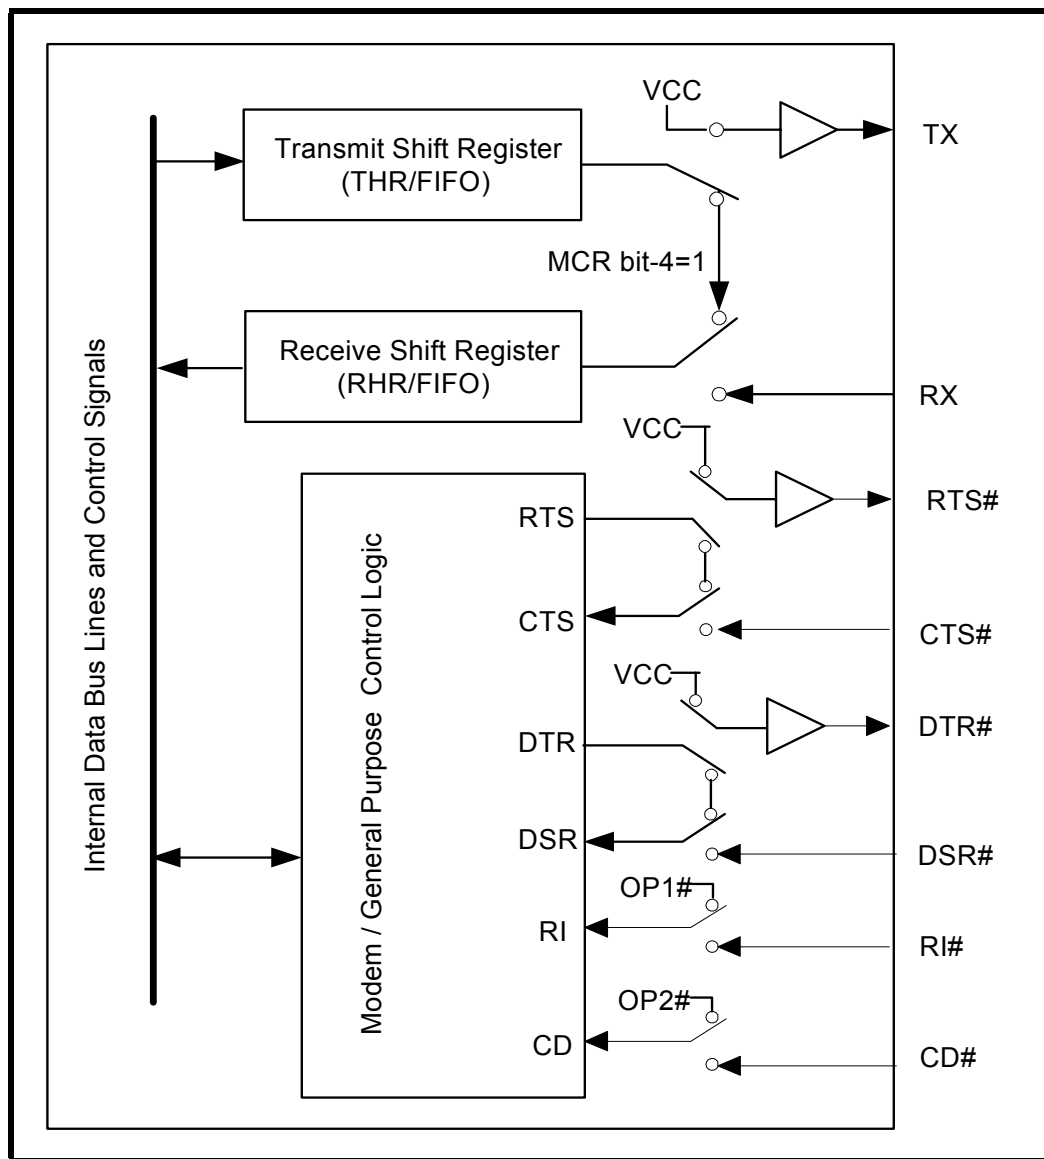 VCC
TX
Transmit Shift Register
(THR/FIFO)
MCR bit-4=1
Internal Data Bus Lines and Control Signals
Receive Shift Register
(RHR/FIFO)
RX
VCC
RTS#
Modem / General Purpose Control Logic
RTS
CTS
CTS#
VCC
DTR#
DTR
DSR
DSR#
OP1#
RI
RI#
OP2#
CD
CD#